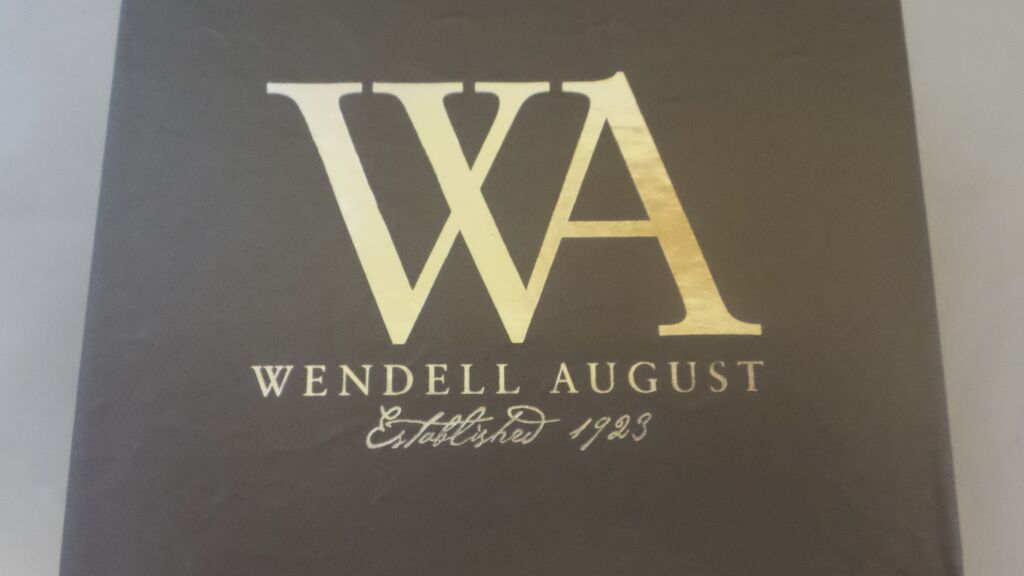 WA
WENDELL AUGUST
Established 1923